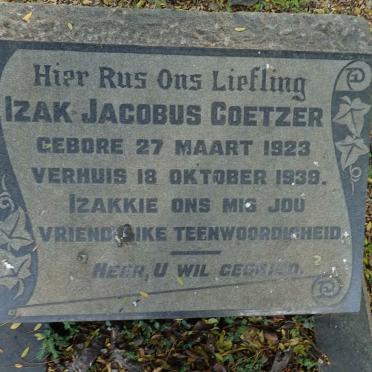 Hier Rus Ons Liefling
IZAK JACOBUS COETZER
GEBORE 27 MAART 1923
VERHUIS 18 OKTOBER 1939.
IZAKKIE ONS MIS JOU
VRIENDELIKE TEENWOORDIGHEID
HEER, U WIL GESKIED.